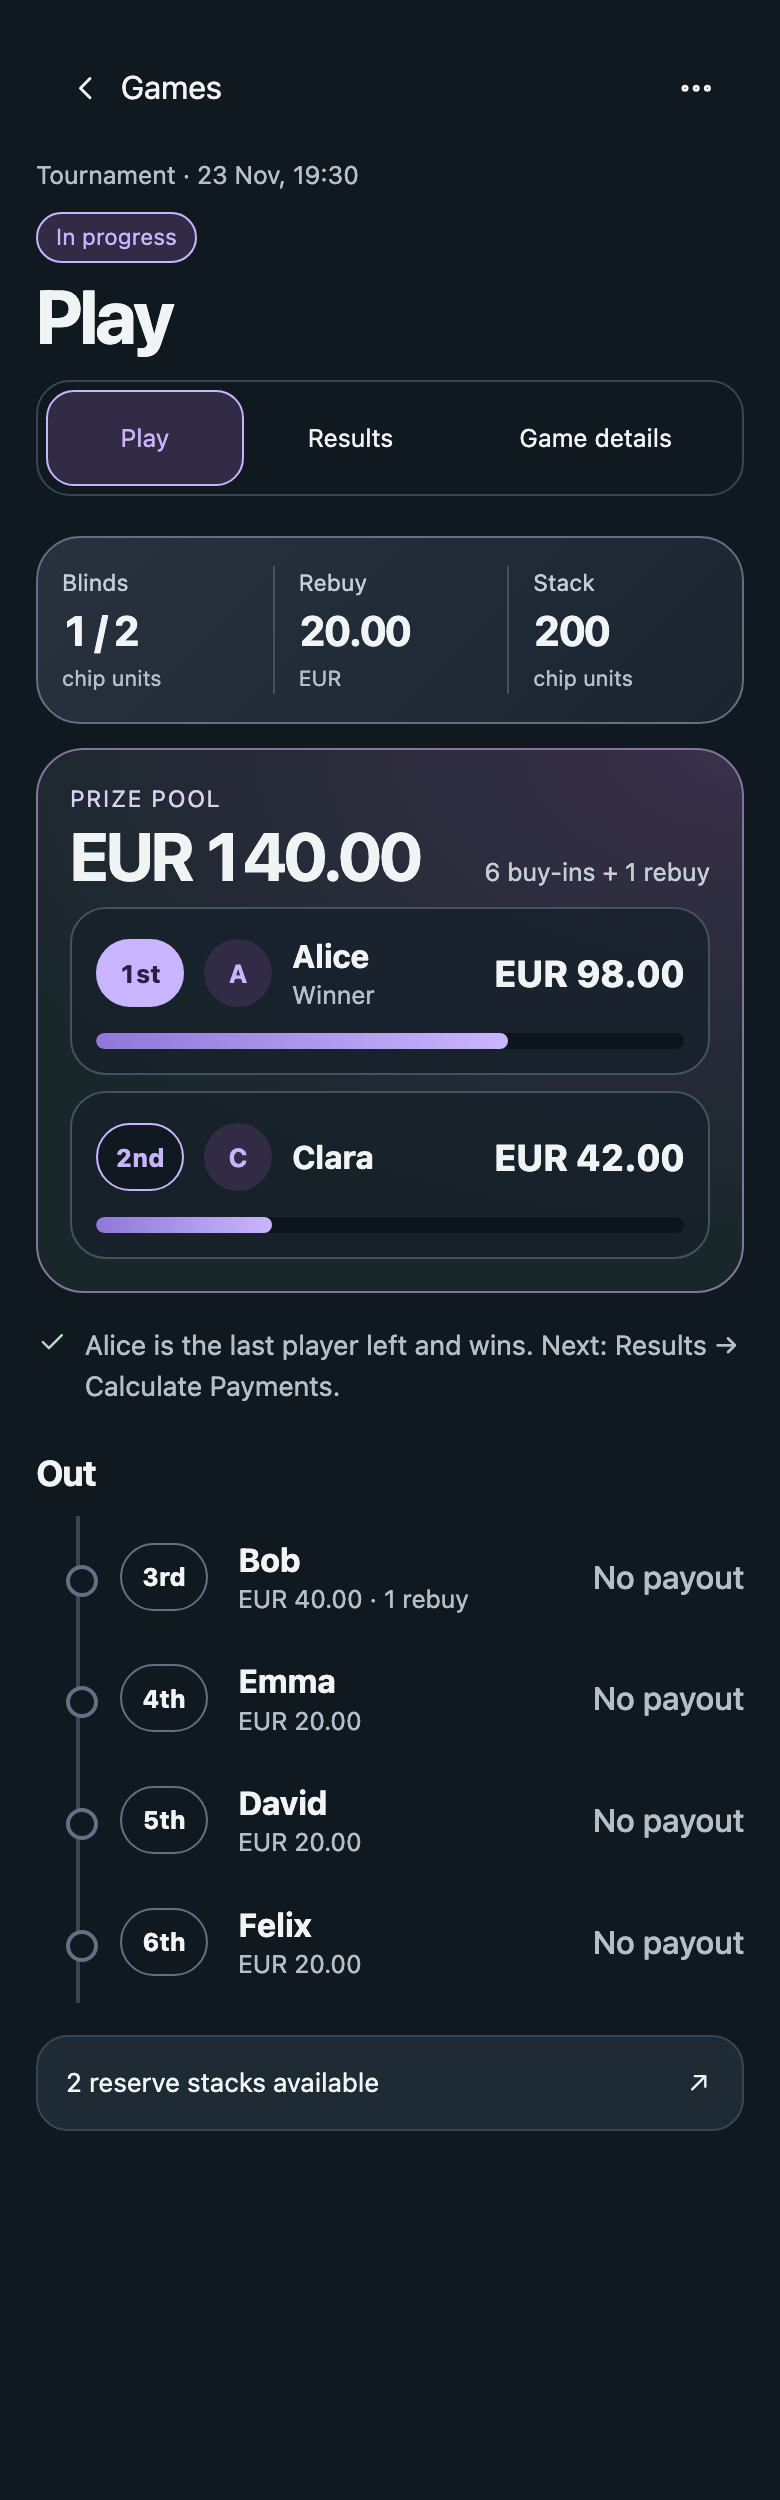 Games
Tournament · 23 Nov, 19:30
In progress
Play
Play Results Game details
Blinds Rebuy Stack
1 / 2 20.00 200
chip units EUR chip units
PRIZE POOL
EUR 140.00 6 buy-ins + 1 rebuy
1st A Alice EUR 98.00
Winner
2nd C Clara EUR 42.00
Alice is the last player left and wins. Next: Results →
Calculate Payments.
Out
3rd Bob No payout
EUR 40.00 · 1 rebuy
4th Emma No payout
EUR 20.00
5th David No payout
EUR 20.00
6th Felix No payout
EUR 20.00
2 reserve stacks available